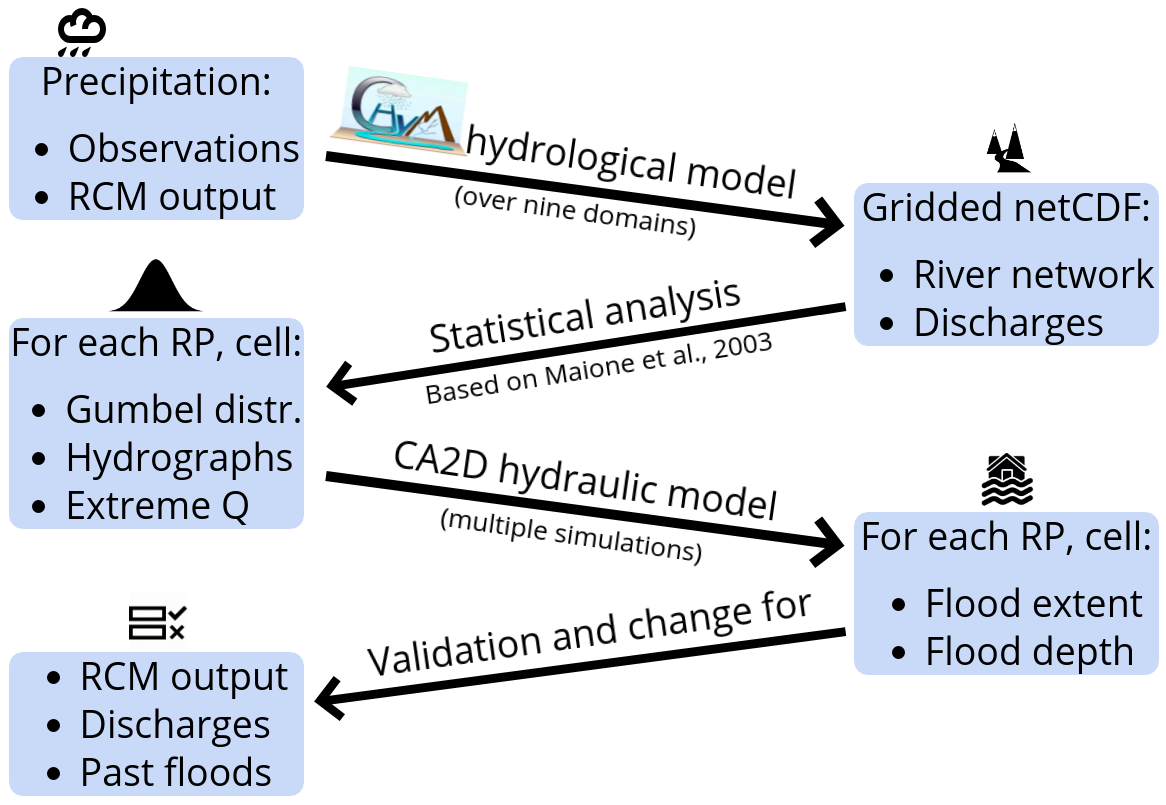 Precipitation:
• Observations
• RCM output
CHyM hydrological model
(over nine domains)
Gridded netCDF:
• River network
• Discharges
Statistical analysis
Based on Maione et al., 2003
For each RP, cell:
• Gumbel distr.
• Hydrographs
• Extreme Q
CA2D hydraulic model
(multiple simulations)
For each RP, cell:
• Flood extent
• Flood depth
Validation and change for
• RCM output
• Discharges
• Past floods